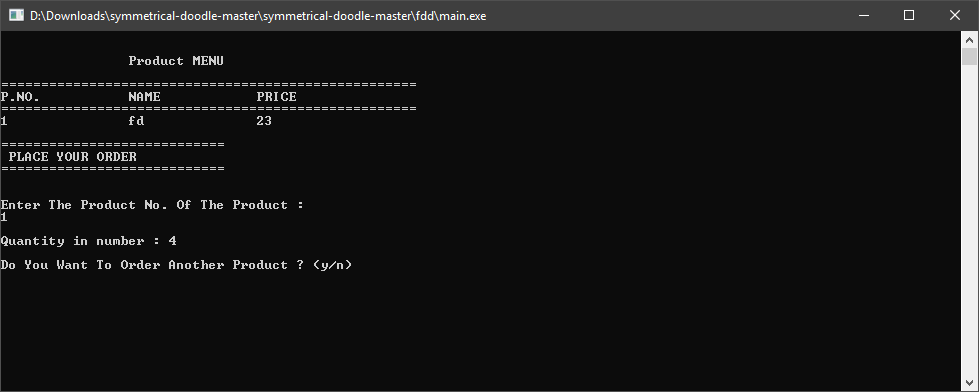 D:\Downloads\symmetrical-doodle-master\symmetrical-doodle-master\fdd\main.exe
Product MENU
====================================================
P.NO. NAME PRICE
====================================================
1 fd 23
============================
PLACE YOUR ORDER
============================
Enter The Product No. Of The Product :
1
Quantity in number : 4
Do You Want To Order Another Product ? (y/n)